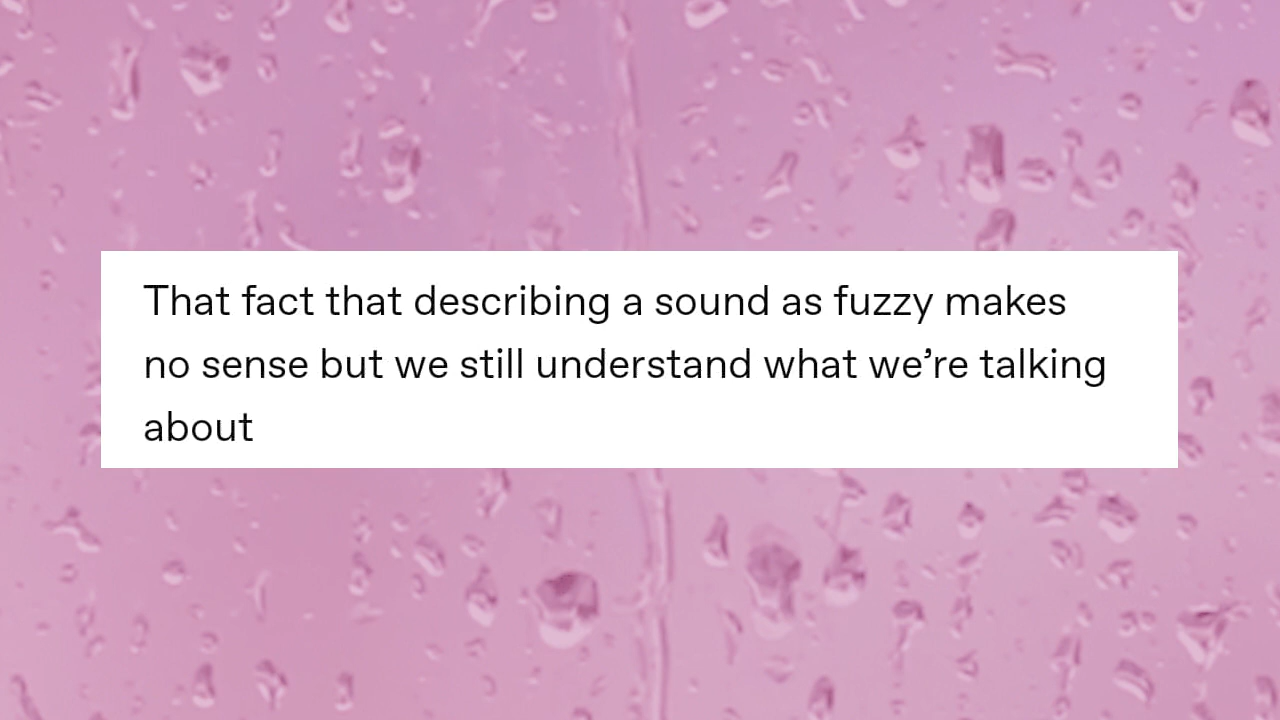 That fact that describing a sound as fuzzy makes
no sense but we still understand what we’re talking
about